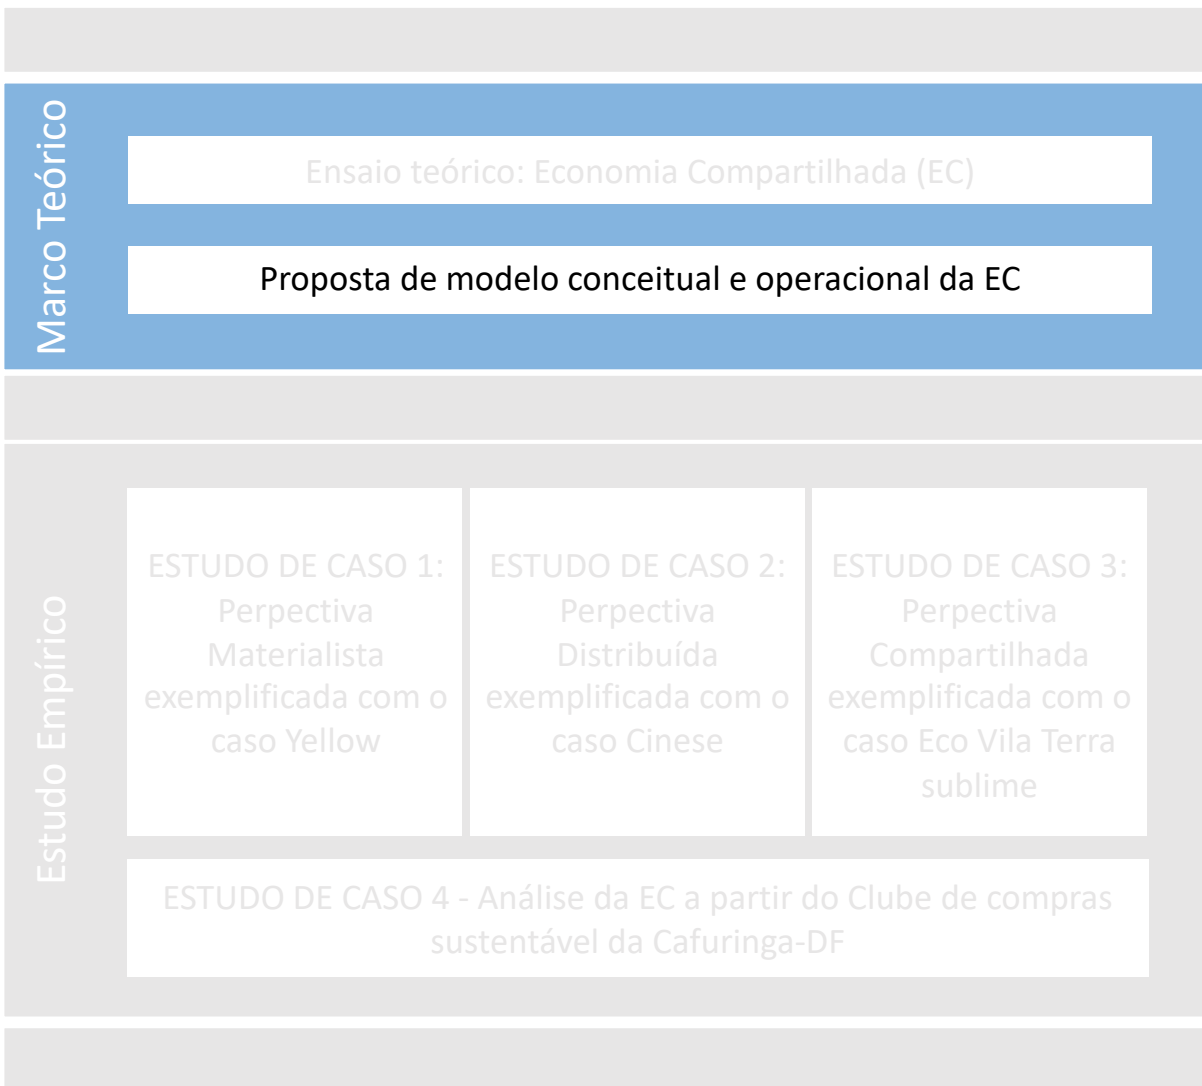 Marco Teórico
Ensaio teórico: Economia Compartilhada (EC)
Proposta de modelo conceitual e operacional da EC
Estudo Empírico
ESTUDO DE CASO 1:
Perpectiva
Materialista
exemplificada com o
caso Yellow
ESTUDO DE CASO 2:
Perpectiva
Distribuída
exemplificada com o
caso Cinese
ESTUDO DE CASO 3:
Perpectiva
Compartilhada
exemplificada com o
caso Eco Vila Terra
sublime
ESTUDO DE CASO 4 - Análise da EC a partir do Clube de compras
sustentável da Cafuringa-DF